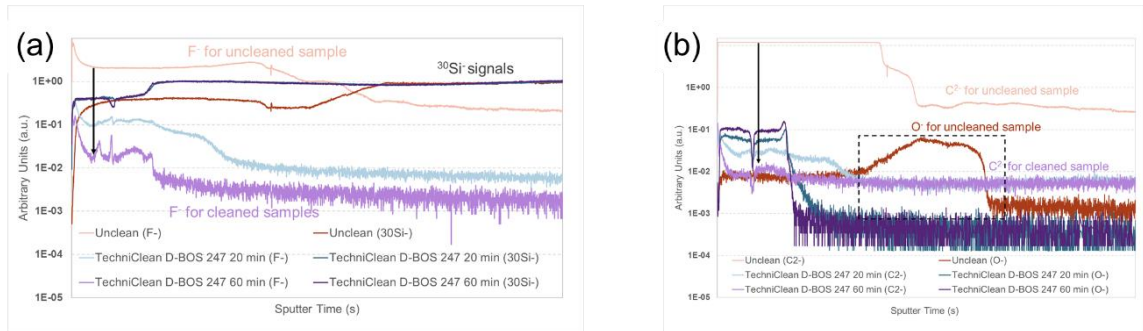 (a)
F- for uncleaned sample
30Si- signals
1E+00
1E-01
1E-02
1E-03
1E-04
1E-05
Arbitrary Units (a.u.)
F- for cleaned samples
Unclean (F-)
Unclean (30Si-)
TechniClean D-BOS 247 20 min (F-)
TechniClean D-BOS 247 20 min (30Si-)
TechniClean D-BOS 247 60 min (F-)
TechniClean D-BOS 247 60 min (30Si-)
Sputter Time (s)
(b)
C2- for uncleaned sample
O- for uncleaned sample
1E+00
1E-01
1E-02
1E-03
1E-04
1E-05
1E-06
Arbitrary Units (a.u.)
C2- for cleaned sample
Unclean (C2-)
Unclean (O-)
TechniClean D-BOS 247 20 min (C2-)
TechniClean D-BOS 247 20 min (O-)
TechniClean D-BOS 247 60 min (C2-)
TechniClean D-BOS 247 60 min (O-)
Sputter Time (s)